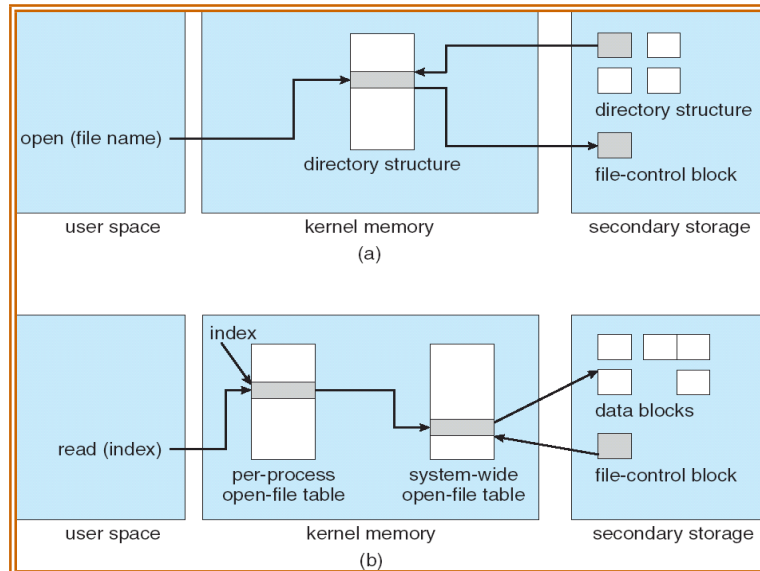 directory structure
open (file name)
directory structure
file-control block
user space
kernel memory
secondary storage
(a)
index
data blocks
read (index)
per-process
open-file table
system-wide
open-file table
file-control block
user space
kernel memory
secondary storage
(b)